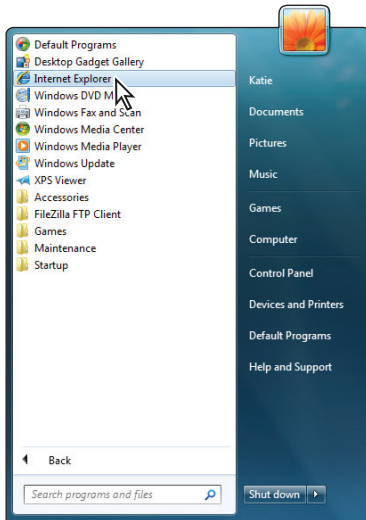 Default Programs
Desktop Gadget Gallery
Internet Explorer
Windows DVD M
Windows Fax and Scan
Windows Media Center
Windows Media Player
Windows Update
XPS Viewer
Accessories
FileZilla FTP Client
Games
Maintenance
Startup
Back
Search programs and files
Katie
Documents
Pictures
Music
Games
Computer
Control Panel
Devices and Printers
Default Programs
Help and Support
Shut down